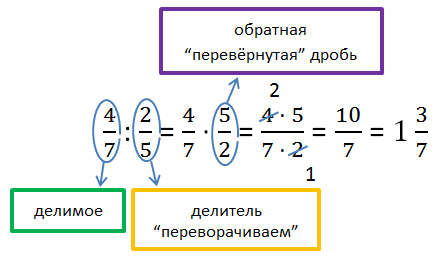 обратная
“перевёрнутая” дробь
2
4/7 : 2/5 = 4/7 · 5/2 = 4 · 5/7 · 2 = 10/7 = 1 3/7
1
делимое
делитель
“переворачиваем”